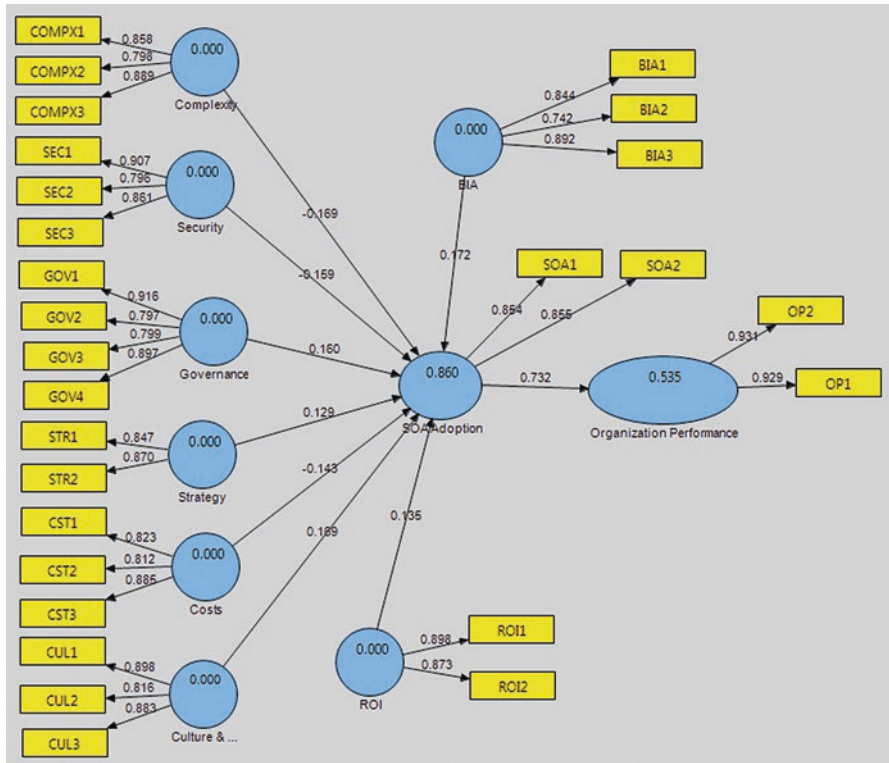 COMPX1
0.858
COMPX2
0.798
COMPX3
0.889
0.000
Complexity
-0.169
SEC1
0.907
SEC2
0.796
SEC3
0.861
0.000
Security
-0.159
GOV1
0.916
GOV2
0.797
GOV3
0.799
GOV4
0.897
0.000
Governance
0.160
STR1
0.847
STR2
0.870
0.000
Strategy
0.129
CST1
0.823
CST2
0.812
CST3
0.885
0.000
Costs
-0.143
CUL1
0.898
CUL2
0.816
CUL3
0.883
0.000
Culture & ...
0.169
BIA1
0.844
BIA2
0.742
BIA3
0.892
0.000
BIA
0.172
SOA1
0.854
SOA2
0.855
0.860
SOA Adoption
0.732
0.535
Organization Performance
OP2
0.931
OP1
0.929
0.135
ROI1
0.898
ROI2
0.873
0.000
ROI